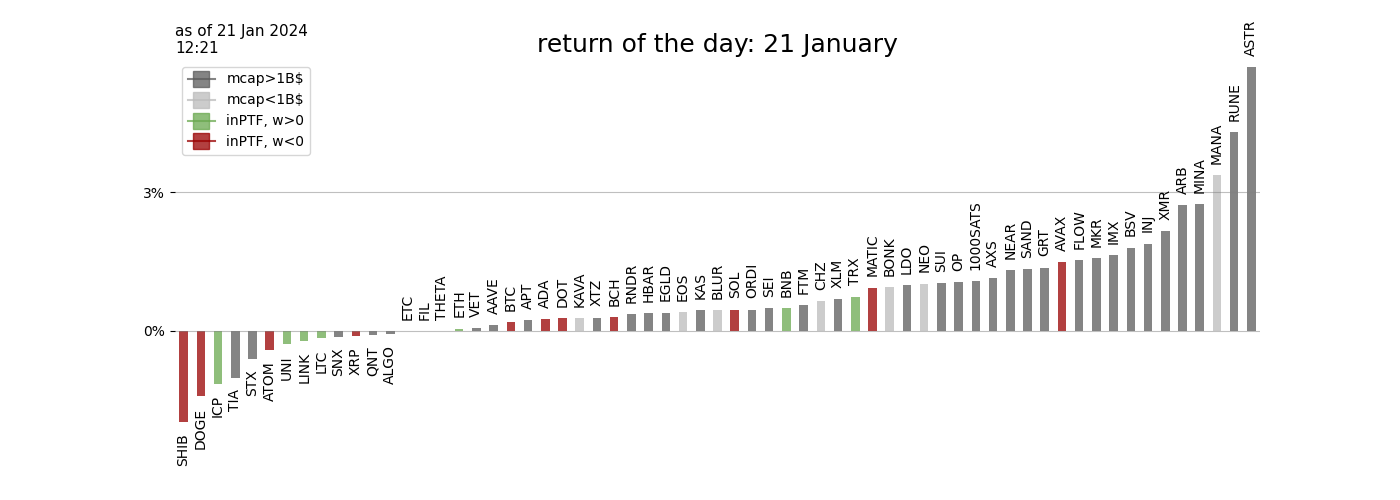 as of 21 Jan 2024
12:21
return of the day: 21 January
mcap>1B$
mcap<1B$
inPTF, w>0
inPTF, w<0
3%
0%
SHIB
DOGE
ICP
TIA
STX
ATOM
UNI
LINK
LTC
SNX
XRP
QNT
ALGO
ETC
FIL
THETA
ETH
VET
AAVE
BTC
APT
ADA
DOT
KAVA
XTZ
BCH
RNDR
HBAR
EGLD
EOS
KAS
BLUR
SOL
ORDI
SEI
BNB
FTM
CHZ
XLM
TRX
MATIC
BONK
LDO
NEO
SUI
OP
1000SATS
AXS
NEAR
SAND
GRT
AVAX
FLOW
MKR
IMX
BSV
INJ
XMR
ARB
MINA
MANA
RUNE
ASTR